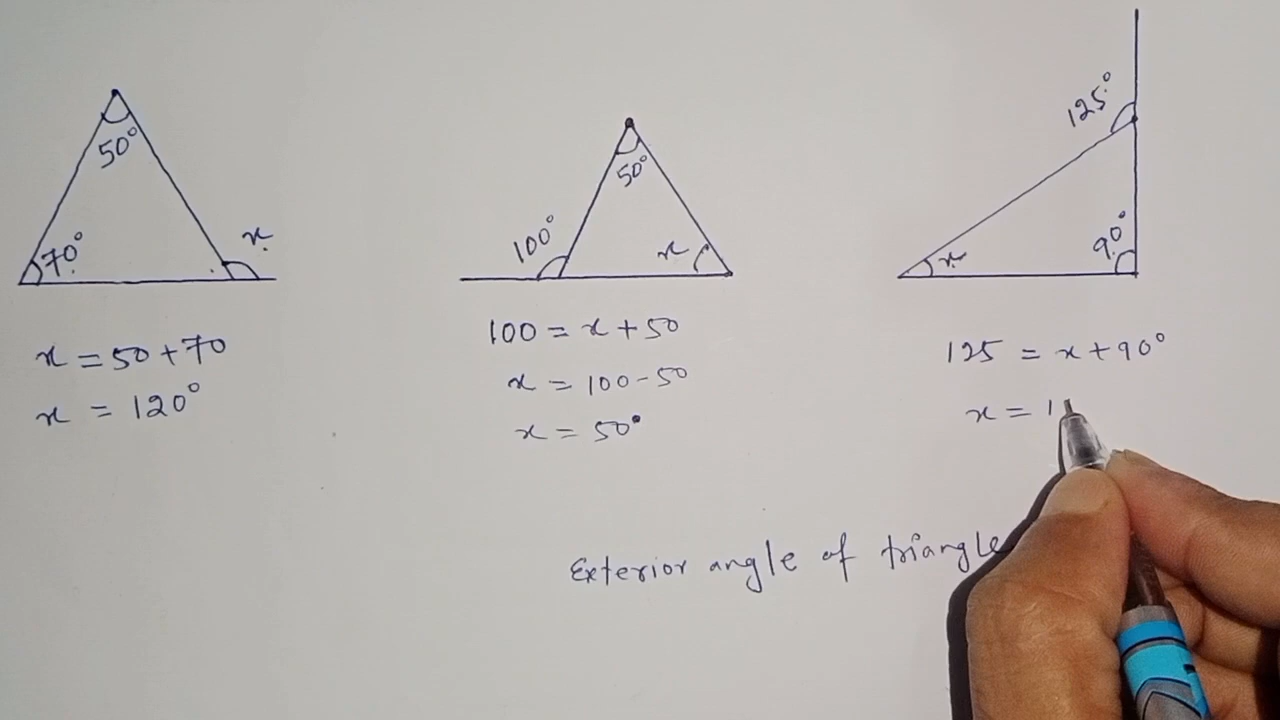 50°
70°
x
x = 50 + 70
x = 120°
50°
100°
x
100 = x + 50
x = 100 - 50
x = 50°
125°
90°
x
125 = x + 90°
x = 1
Exterior angle of triangle